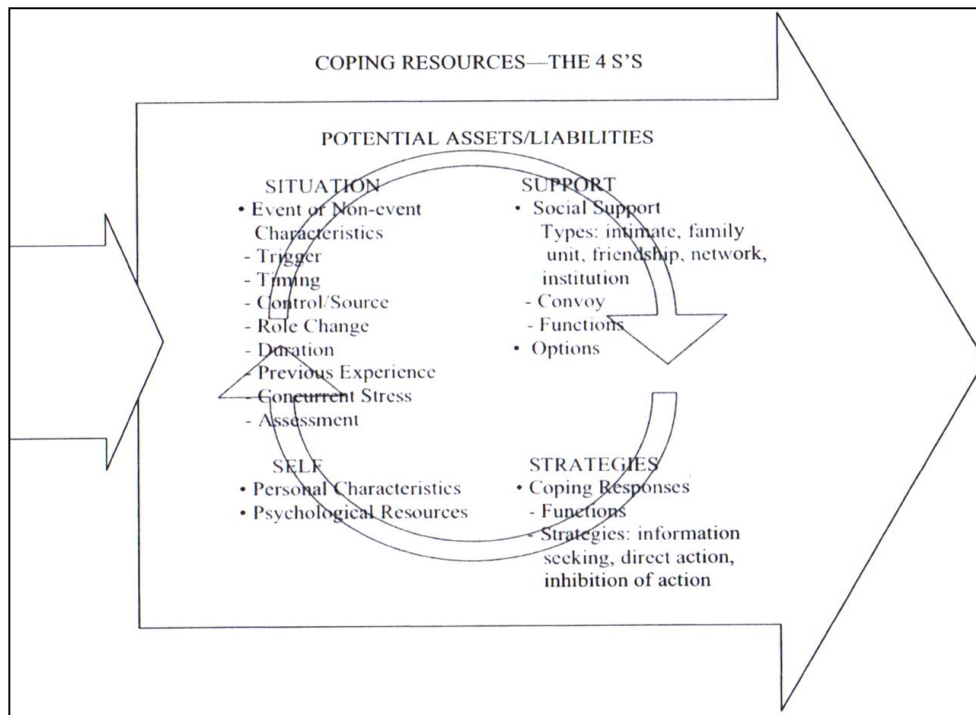 COPING RESOURCES—THE 4 S'S
POTENTIAL ASSETS/LIABILITIES
SITUATION
• Event or Non-event
Characteristics
- Trigger
- Timing
- Control/Source
- Role Change
- Duration
- Previous Experience
- Concurrent Stress
- Assessment
SUPPORT
• Social Support
Types: intimate, family
unit, friendship, network,
institution
- Convoy
- Functions
• Options
SELF
• Personal Characteristics
• Psychological Resources
STRATEGIES
• Coping Responses
- Functions
- Strategies: information
seeking, direct action,
inhibition of action